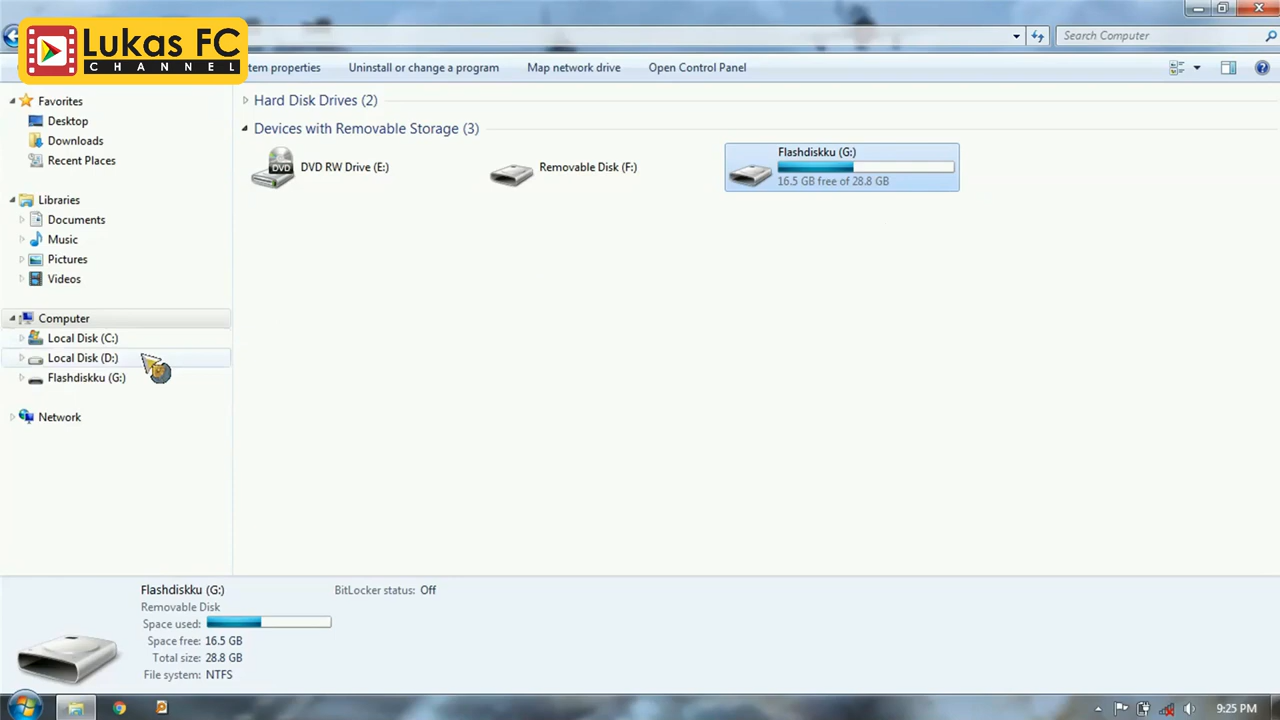 Lukas FC
CHANNEL
Search Computer
tem properties
Uninstall or change a program
Map network drive
Open Control Panel
Favorites
Desktop
Downloads
Recent Places
Libraries
Documents
Music
Pictures
Videos
Computer
Local Disk (C:)
Local Disk (D:)
Flashdiskku (G:)
Network
Hard Disk Drives (2)
Devices with Removable Storage (3)
DVD
DVD RW Drive (E:)
Removable Disk (F:)
Flashdiskku (G:)
16.5 GB free of 28.8 GB
Flashdiskku (G:)
BitLocker status: Off
Removable Disk
Space used:
Space free: 16.5 GB
Total size: 28.8 GB
File system: NTFS
9:25 PM